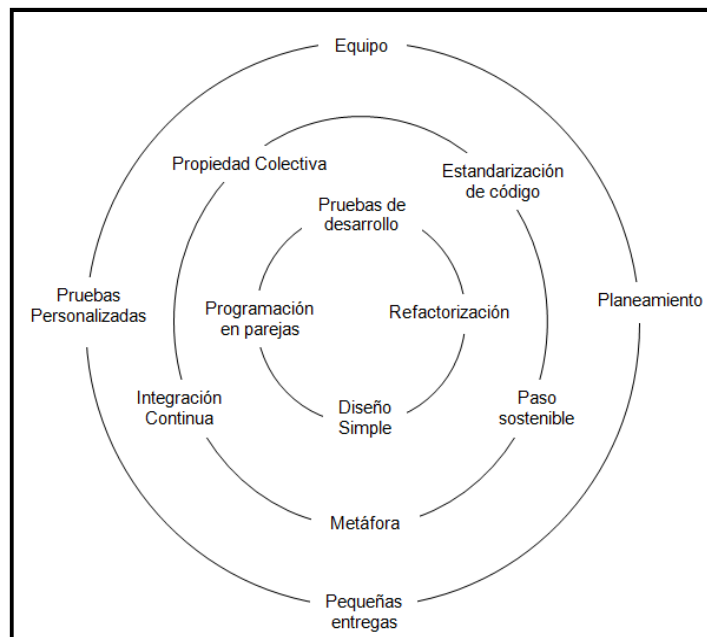 Equipo
Propiedad Colectiva
Estandarización
de código
Pruebas de
desarrollo
Pruebas
Personalizadas
Programación
en parejas
Refactorización
Planeamiento
Integración
Continua
Diseño
Simple
Paso
sostenible
Metáfora
Pequeñas
entregas